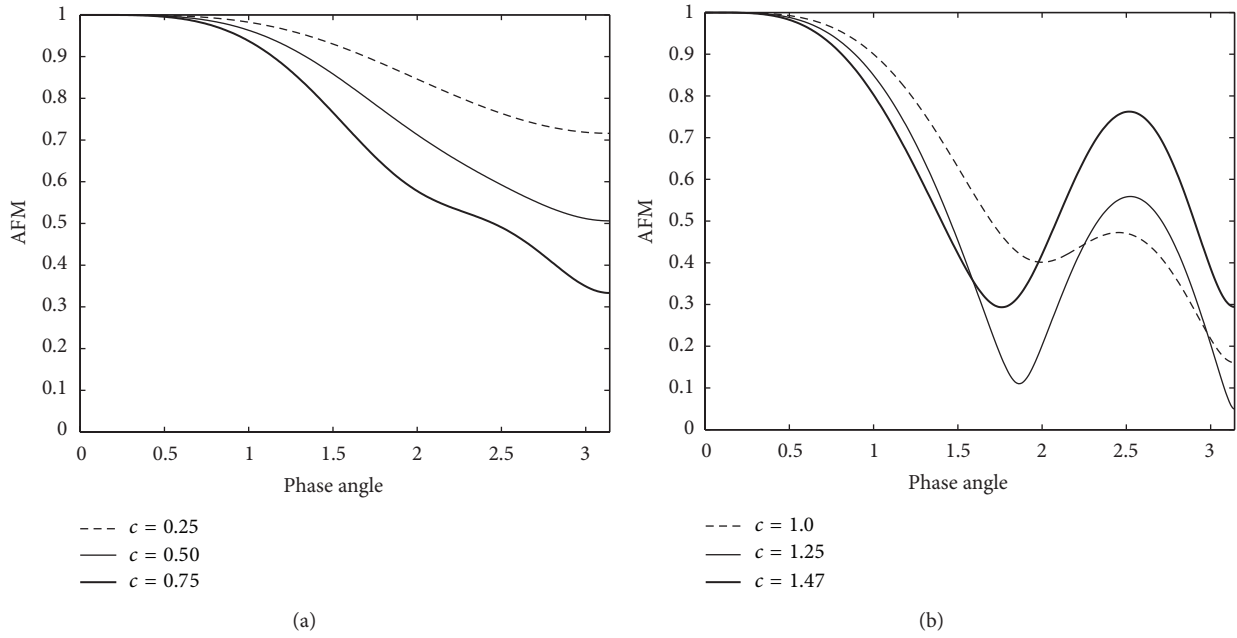 1
0.9
0.8
0.7
0.6
0.5
0.4
0.3
0.2
0.1
0
AFM
0 0.5 1 1.5 2 2.5 3
Phase angle
c = 0.25
c = 0.50
c = 0.75
(a)
1
0.9
0.8
0.7
0.6
0.5
0.4
0.3
0.2
0.1
0
AFM
0 0.5 1 1.5 2 2.5 3
Phase angle
c = 1.0
c = 1.25
c = 1.47
(b)